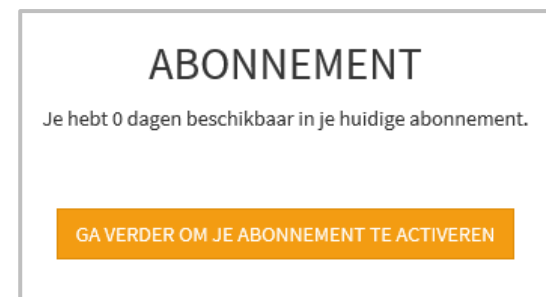 ABONNEMENT
Je hebt 0 dagen beschikbaar in je huidige abonnement.
GA VERDER OM JE ABONNEMENT TE ACTIVEREN